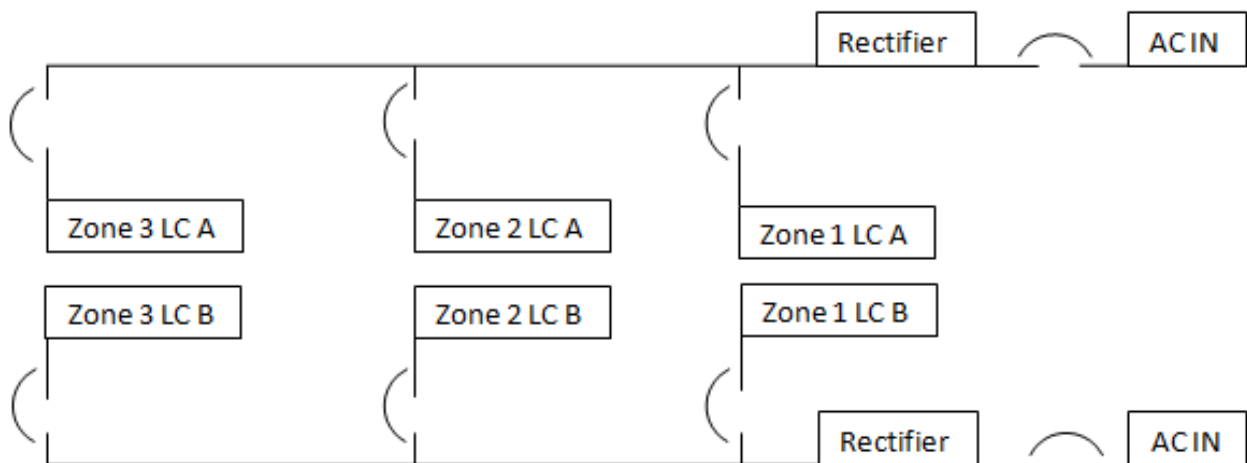 Rectifier
AC IN
Zone 3 LC A
Zone 2 LC A
Zone 1 LC A
Zone 3 LC B
Zone 2 LC B
Zone 1 LC B
Rectifier
AC IN